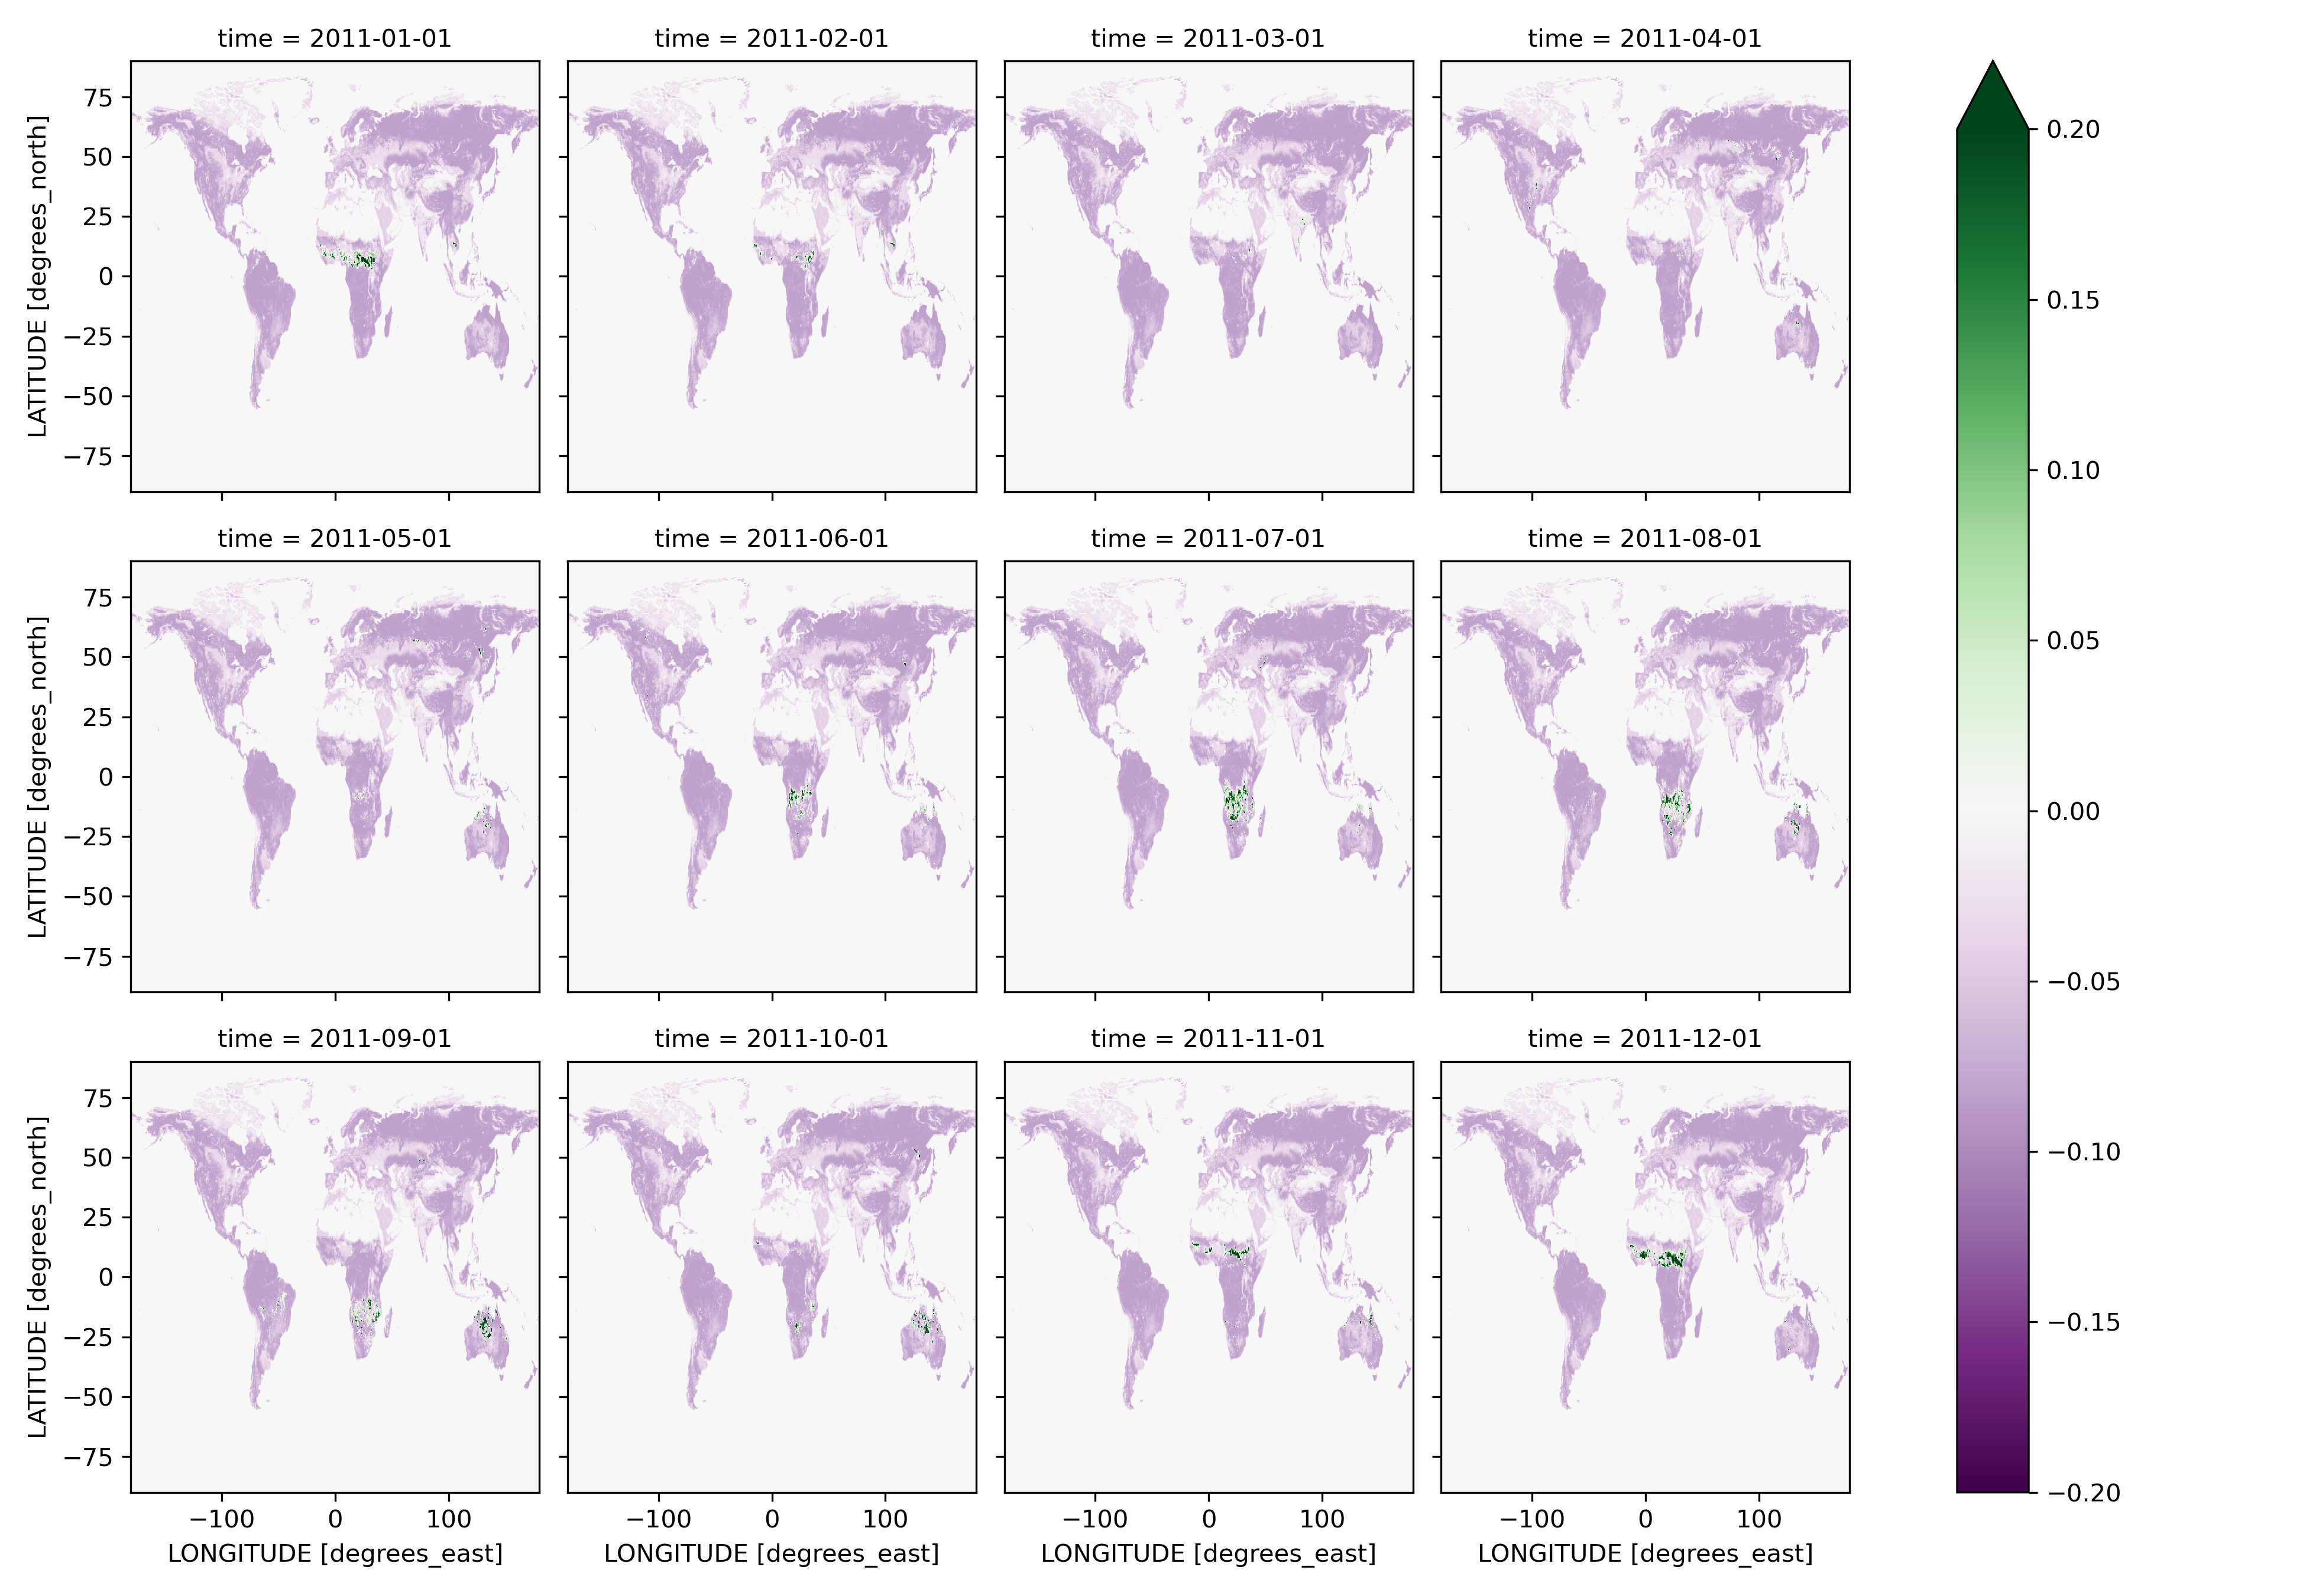 time = 2011-01-01
time = 2011-02-01
time = 2011-03-01
time = 2011-04-01
LATITUDE [degrees_north]
75
50
25
0
−25
−50
−75
time = 2011-05-01
time = 2011-06-01
time = 2011-07-01
time = 2011-08-01
LATITUDE [degrees_north]
75
50
25
0
−25
−50
−75
time = 2011-09-01
time = 2011-10-01
time = 2011-11-01
time = 2011-12-01
LATITUDE [degrees_north]
75
50
25
0
−25
−50
−75
−100 0 100
−100 0 100
−100 0 100
−100 0 100
LONGITUDE [degrees_east]
LONGITUDE [degrees_east]
LONGITUDE [degrees_east]
LONGITUDE [degrees_east]
0.20
0.15
0.10
0.05
0.00
−0.05
−0.10
−0.15
−0.20